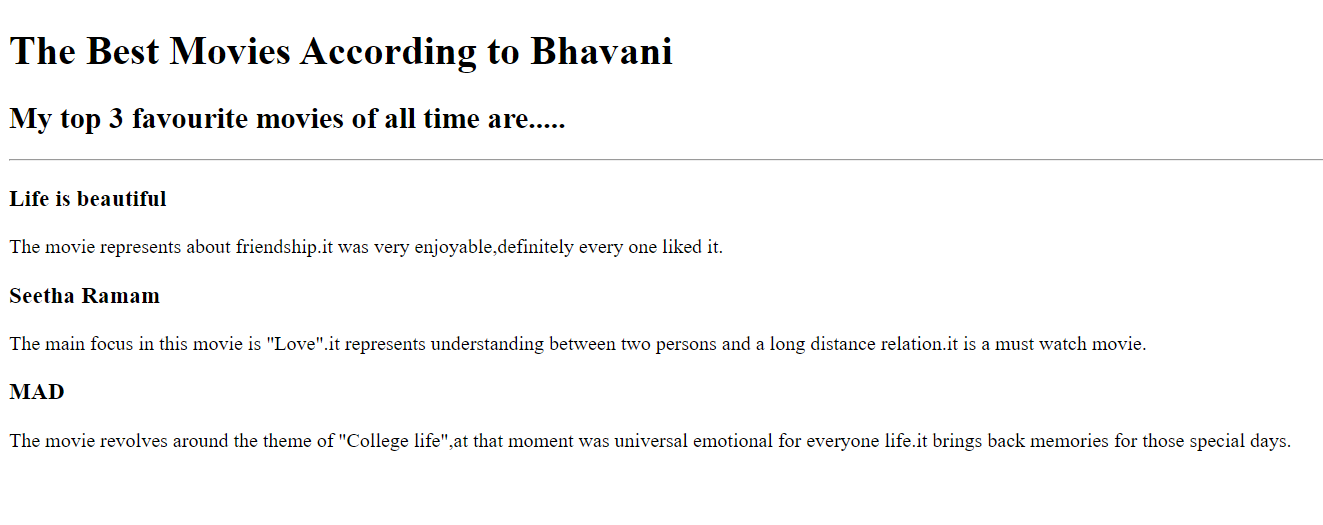 The Best Movies According to Bhavani
My top 3 favourite movies of all time are.....
Life is beautiful
The movie represents about friendship.it was very enjoyable,definitely every one liked it.
Seetha Ramam
The main focus in this movie is "Love".it represents understanding between two persons and a long distance relation.it is a must watch movie.
MAD
The movie revolves around the theme of "College life",at that moment was universal emotional for everyone life.it brings back memories for those special days.